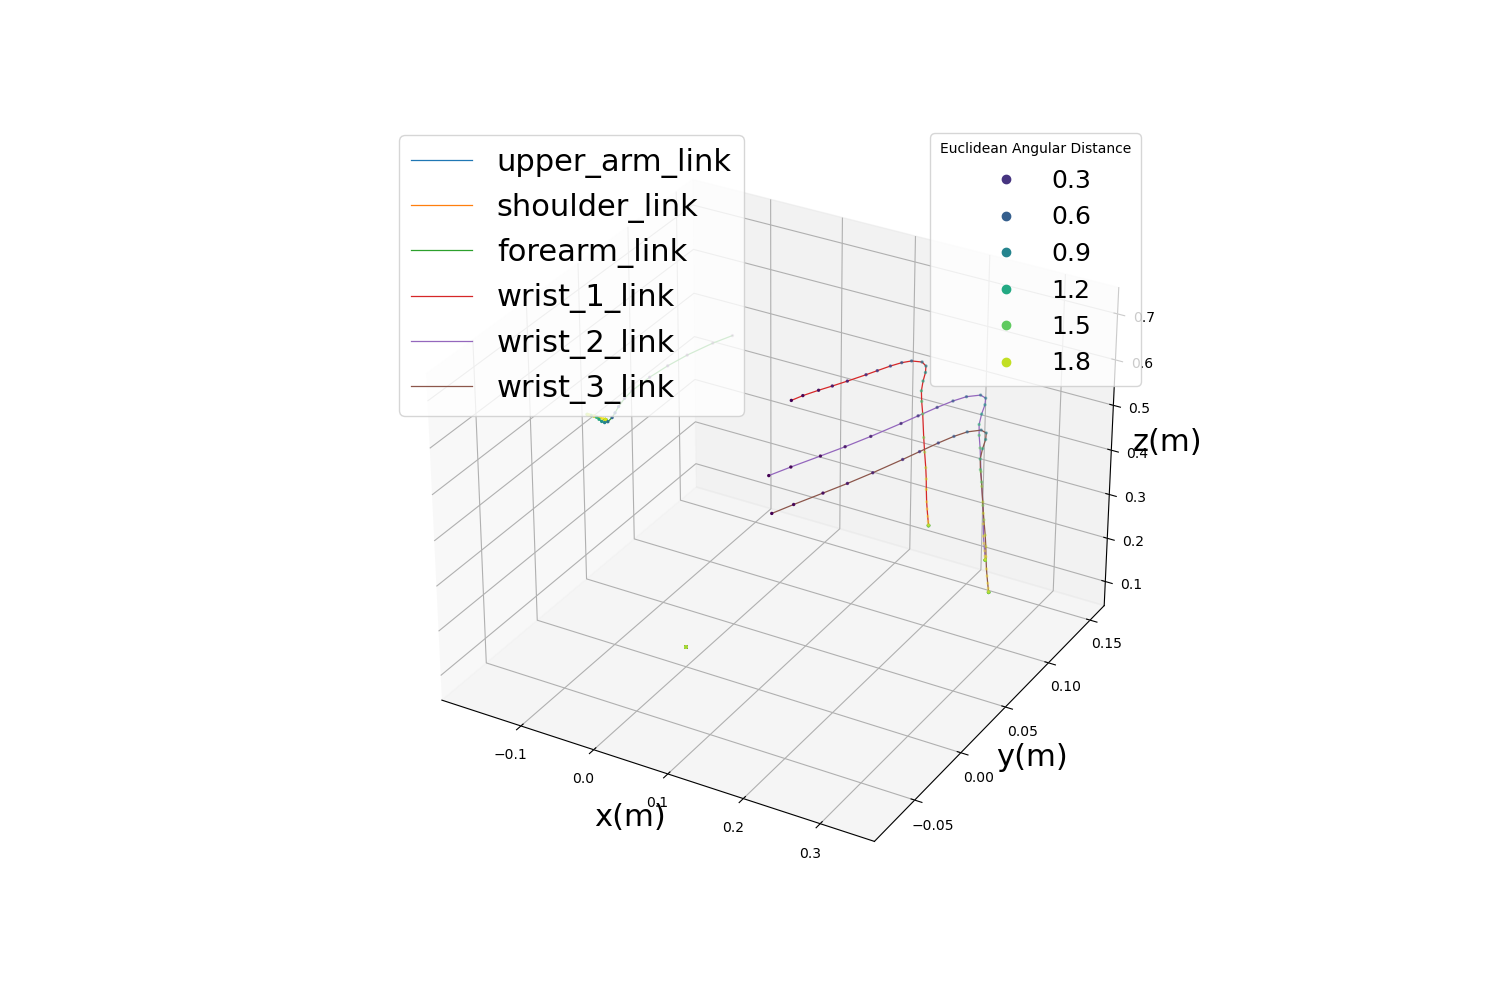 upper_arm_link
shoulder_link
forearm_link
wrist_1_link
wrist_2_link
wrist_3_link
Euclidean Angular Distance
0.3
0.6
0.9
1.2
1.5
1.8
0.7
0.6
0.5
0.4
z(m)
0.3
0.2
0.1
0.15
0.10
0.05
0.00
−0.05
y(m)
−0.1
0.0
0.1
0.2
0.3
x(m)